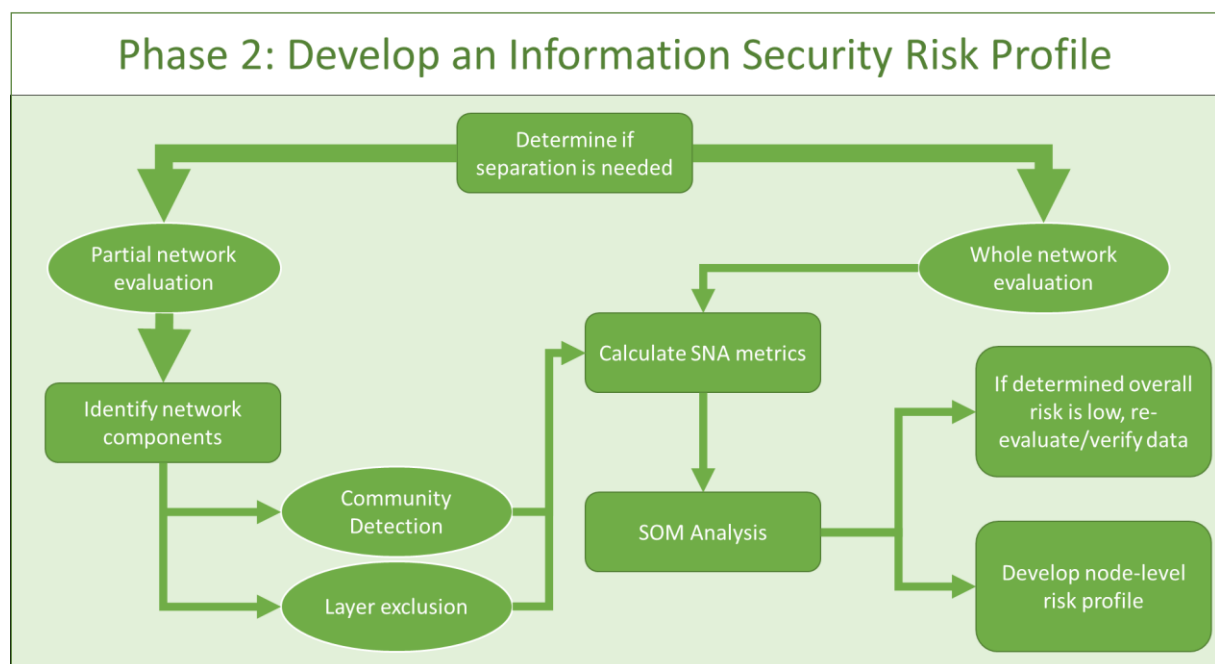 Phase 2: Develop an Information Security Risk Profile
Determine if
separation is needed
Partial network
evaluation
Whole network
evaluation
Calculate SNA metrics
Identify network
components
If determined overall
risk is low, re-
evaluate/verify data
Community
Detection
SOM Analysis
Layer exclusion
Develop node-level
risk profile